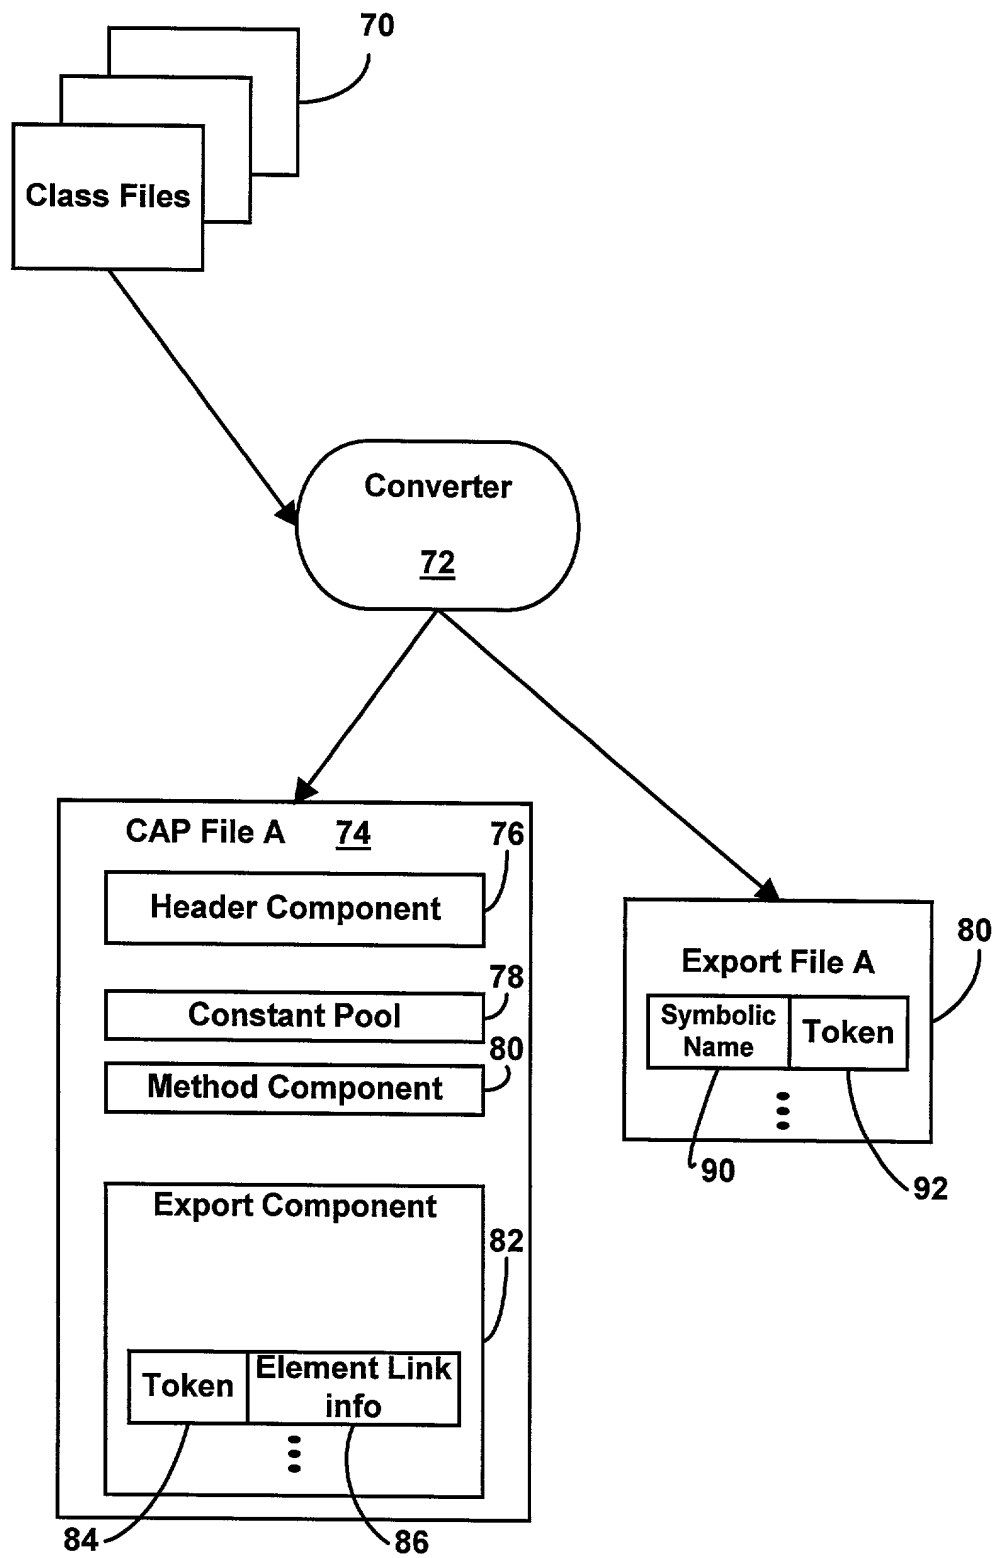 70
Class Files
Converter
72
CAP File A 74
76
Header Component
78
Constant Pool
80
Method Component
Export Component
82
Token
Element Link
info
84
86
80
Export File A
Symbolic
Name
Token
90
92